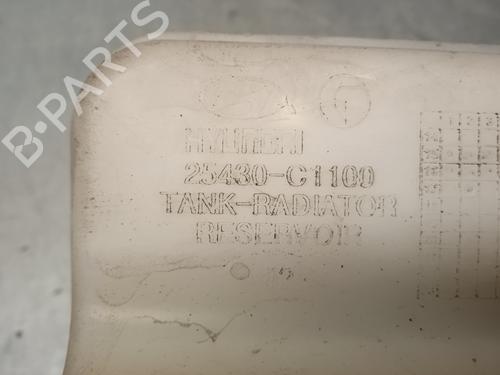 HYUNDAI
25430-C1100
TANK-RADIATOR
RESERVOIR
B-PARTS